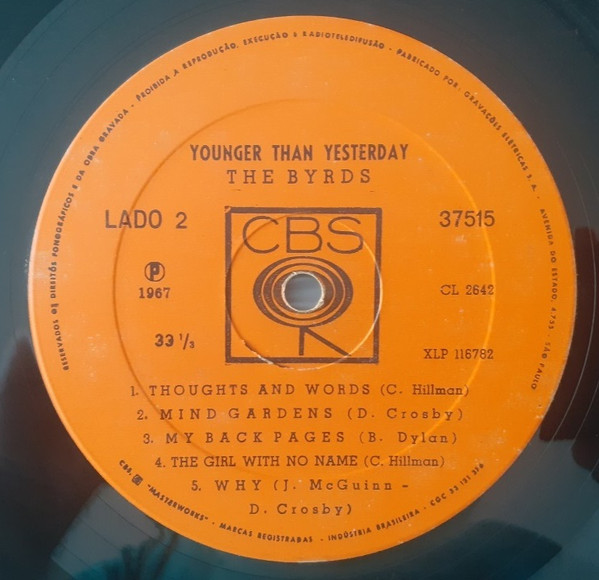 RESERVADOS OS DIREITOS FONOGRÁFICOS E DA OBRA GRAVADA - PROIBIDA A REPRODUÇÃO, EXECUÇÃO & RADIOTELEDIFUSÃO - FABRICADO POR: GRAVAÇÕES ELÉTRICAS S. A. - AVENIDA DO ESTADO, 4.755 - SÃO PAULO
YOUNGER THAN YESTERDAY
THE BYRDS
LADO 2
37515
CBS
℗
1967
CL 2642
33 1/3
XLP 116782
1. THOUGHTS AND WORDS (C. Hillman)
2. MIND GARDENS (D. Crosby)
3. MY BACK PAGES (B. Dylan)
4. THE GIRL WITH NO NAME (C. Hillman)
5. WHY (J. McGuinn -
D. Crosby)
CBS, "MASTERWORKS" - MARCAS REGISTRADAS - INDÚSTRIA BRASILEIRA - CGC